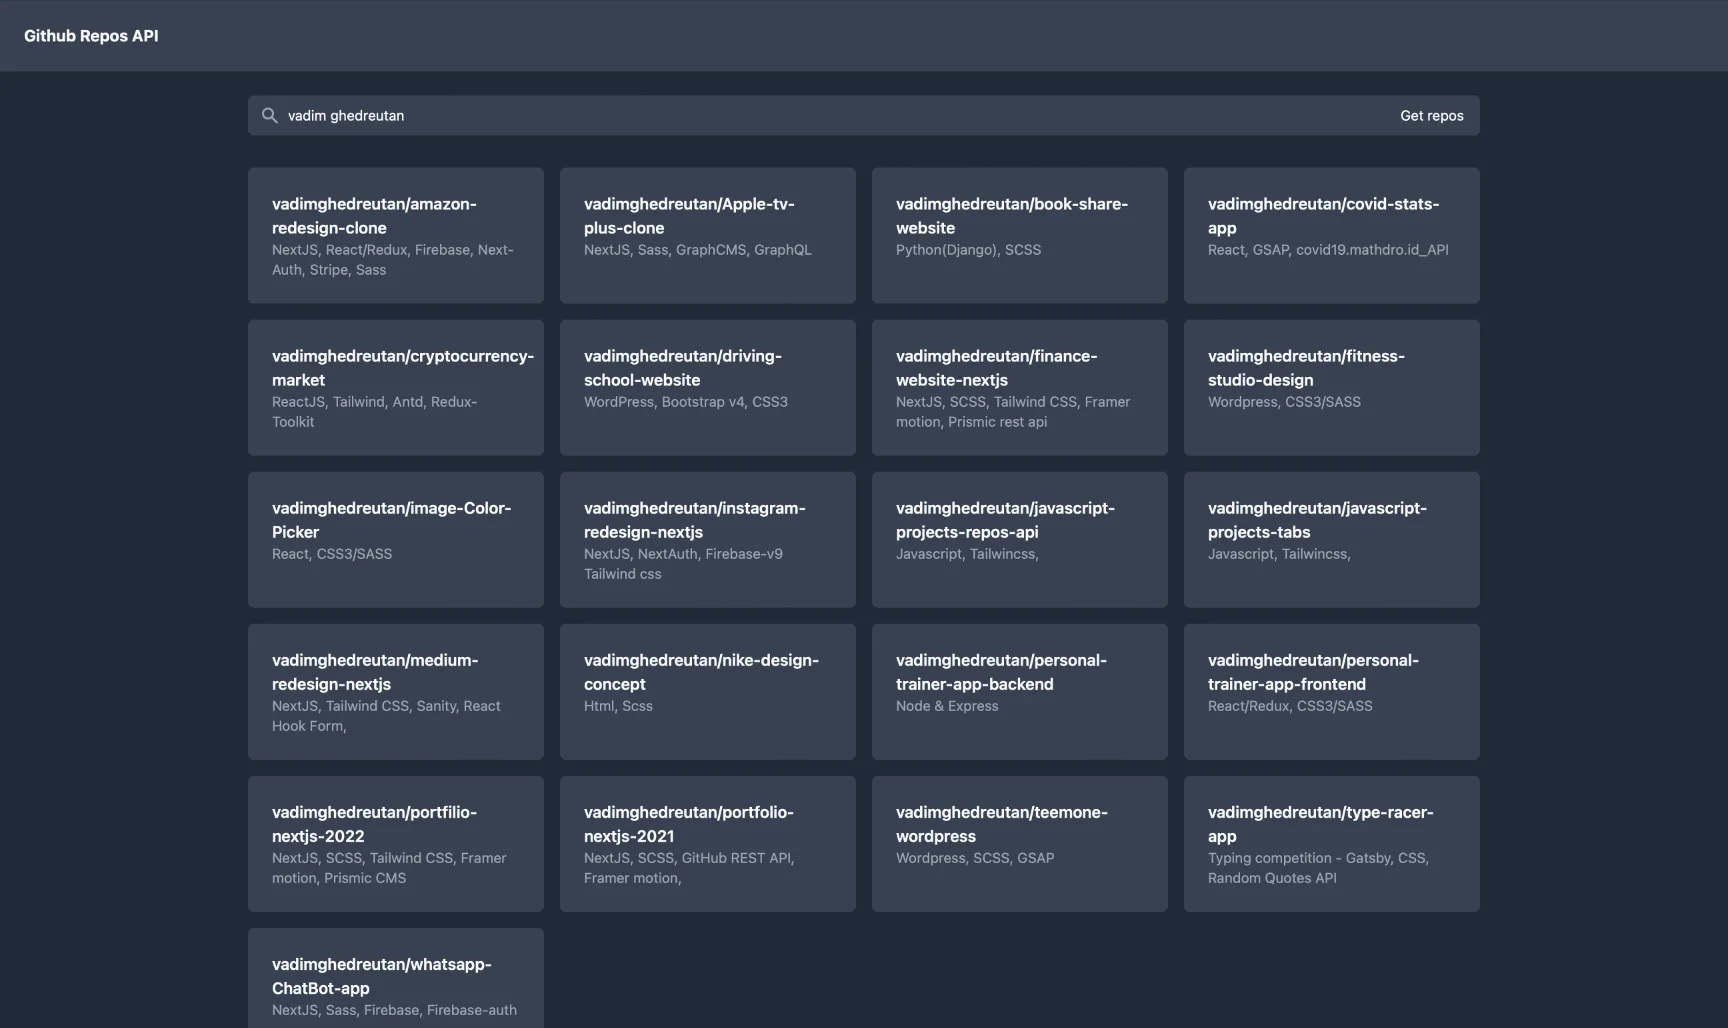 Github Repos API
vadim ghedreutan
Get repos
vadimghedreutan/amazon-
redesign-clone
NextJS, React/Redux, Firebase, Next-
Auth, Stripe, Sass
vadimghedreutan/Apple-tv-
plus-clone
NextJS, Sass, GraphCMS, GraphQL
vadimghedreutan/book-share-
website
Python(Django), SCSS
vadimghedreutan/covid-stats-
app
React, GSAP, covid19.mathdro.id_API
vadimghedreutan/cryptocurrency-
market
ReactJS, Tailwind, Antd, Redux-
Toolkit
vadimghedreutan/driving-
school-website
WordPress, Bootstrap v4, CSS3
vadimghedreutan/finance-
website-nextjs
NextJS, SCSS, Tailwind CSS, Framer
motion, Prismic rest api
vadimghedreutan/fitness-
studio-design
Wordpress, CSS3/SASS
vadimghedreutan/image-Color-
Picker
React, CSS3/SASS
vadimghedreutan/instagram-
redesign-nextjs
NextJS, NextAuth, Firebase-v9
Tailwind css
vadimghedreutan/javascript-
projects-repos-api
Javascript, Tailwincss,
vadimghedreutan/javascript-
projects-tabs
Javascript, Tailwincss,
vadimghedreutan/medium-
redesign-nextjs
NextJS, Tailwind CSS, Sanity, React
Hook Form,
vadimghedreutan/nike-design-
concept
Html, Scss
vadimghedreutan/personal-
trainer-app-backend
Node & Express
vadimghedreutan/personal-
trainer-app-frontend
React/Redux, CSS3/SASS
vadimghedreutan/portfilio-
nextjs-2022
NextJS, SCSS, Tailwind CSS, Framer
motion, Prismic CMS
vadimghedreutan/portfolio-
nextjs-2021
NextJS, SCSS, GitHub REST API,
Framer motion,
vadimghedreutan/teemone-
wordpress
Wordpress, SCSS, GSAP
vadimghedreutan/type-racer-
app
Typing competition - Gatsby, CSS,
Random Quotes API
vadimghedreutan/whatsapp-
ChatBot-app
NextJS, Sass, Firebase, Firebase-auth